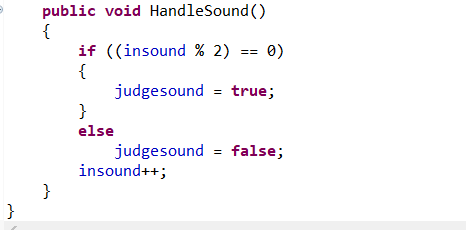 public void HandleSound()
{
if ((insound % 2) == 0)
{
judgesound = true;
}
else
judgesound = false;
insound++;
}
}